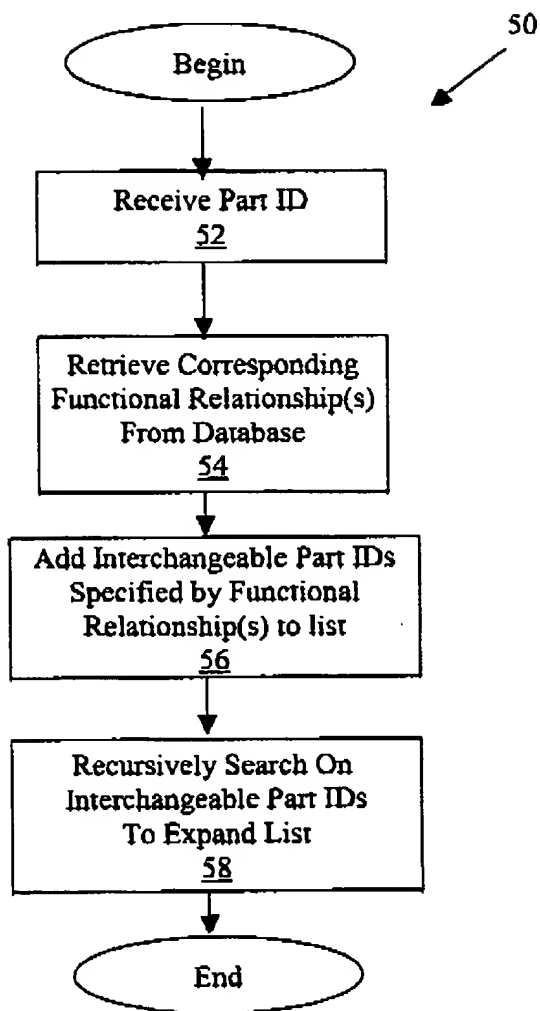 50
Begin
Receive Part ID
52
Retrieve Corresponding
Functional Relationship(s)
From Database
54
Add Interchangeable Part IDs
Specified by Functional
Relationship(s) to list
56
Recursively Search On
Interchangeable Part IDs
To Expand List
58
End